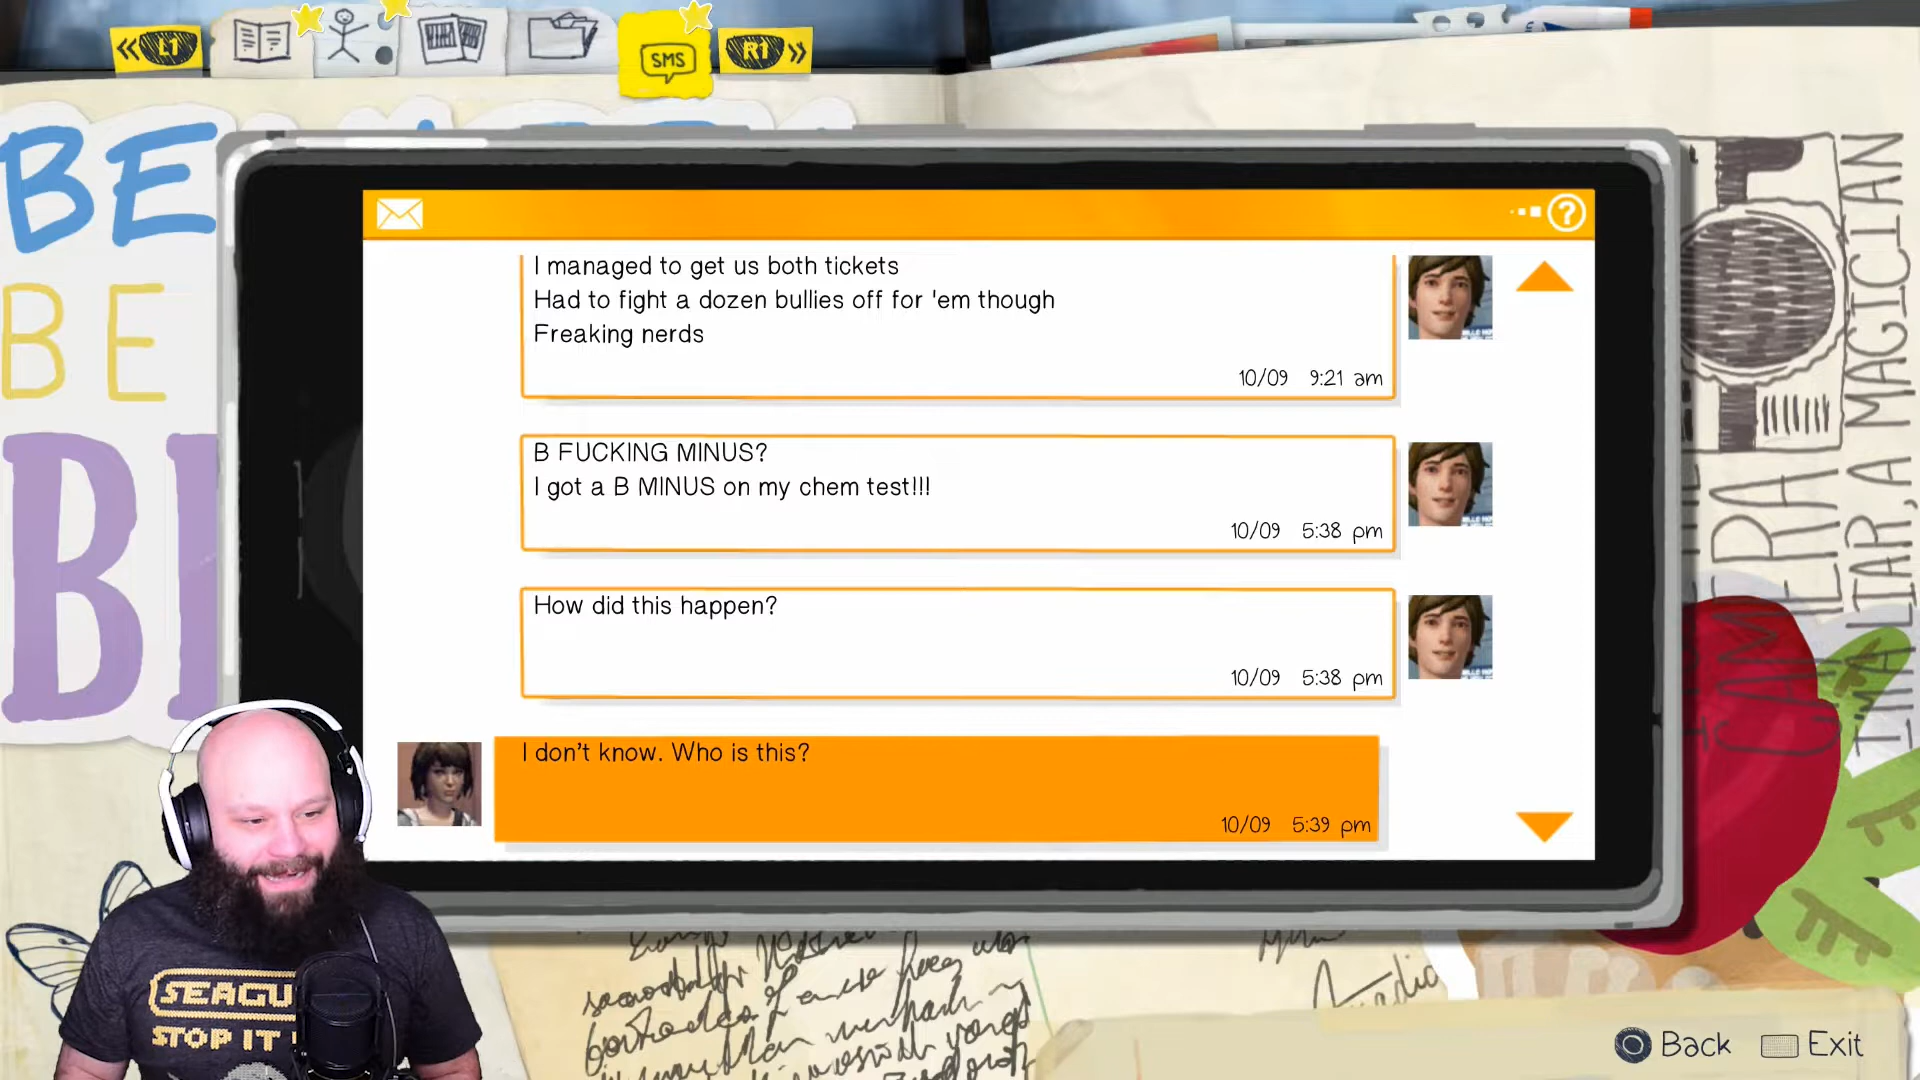 L1
SMS
R1
BE
BE
I managed to get us both tickets
Had to fight a dozen bullies off for 'em though
Freaking nerds
10/09 9:21 am
B FUCKING MINUS?
I got a B MINUS on my chem test!!!
10/09 5:38 pm
How did this happen?
10/09 5:38 pm
I don't know. Who is this?
10/09 5:39 pm
CAMERA
LIAR, A MAGICIAN
SEAGU
STOP IT
Back
Exit